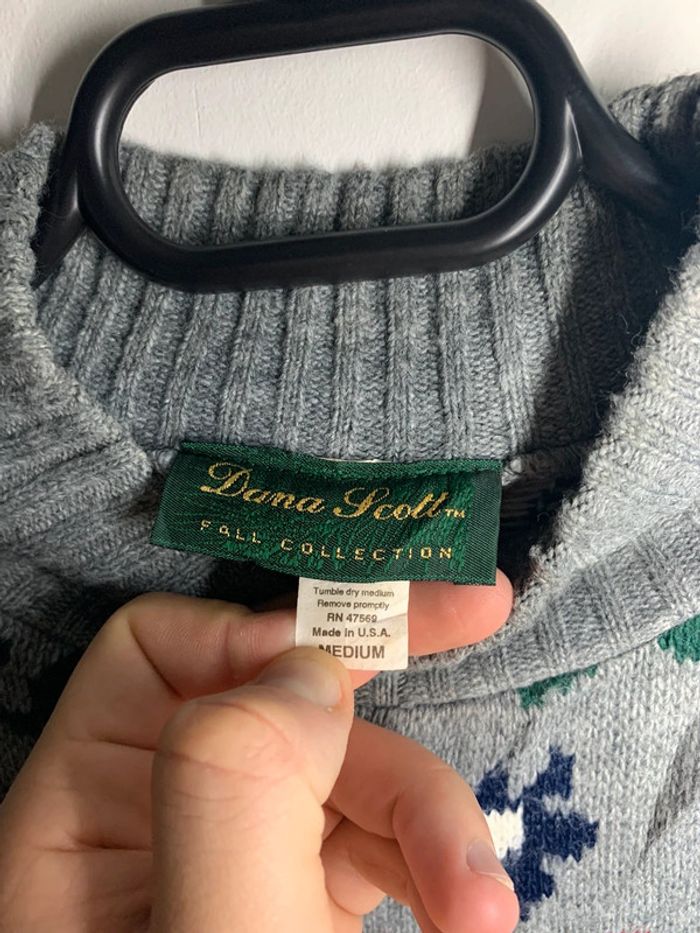 Dana Scott™
FALL COLLECTION
Tumble dry medium
Remove promptly
RN 47569
Made in U.S.A.
MEDIUM